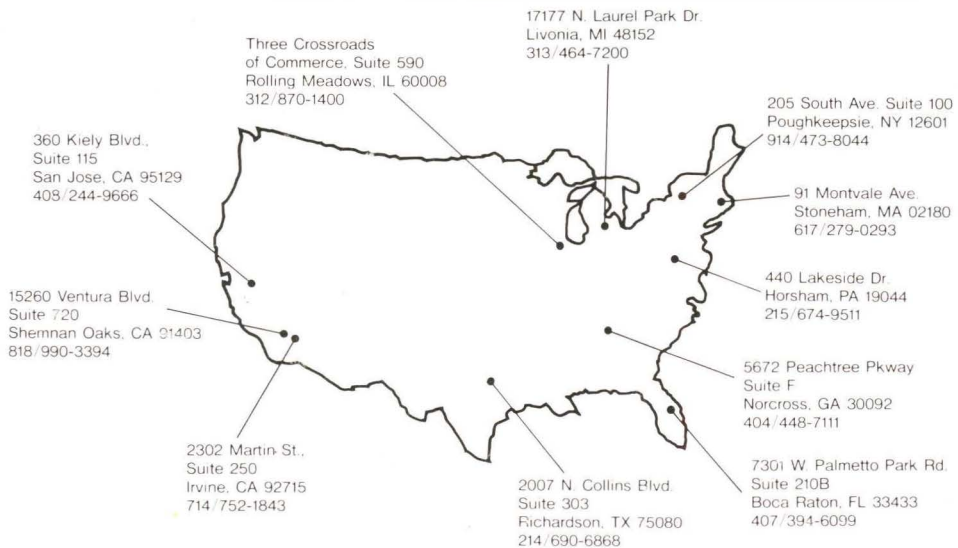 17177 N. Laurel Park Dr.
Livonia, MI 48152
313/464-7200
Three Crossroads
of Commerce, Suite 590
Rolling Meadows, IL 60008
312/870-1400
205 South Ave. Suite 100
Poughkeepsie, NY 12601
914/473-8044
360 Kiely Blvd.,
Suite 115
San Jose, CA 95129
408/244-9666
91 Montvale Ave.
Stoneham, MA 02180
617/279-0293
440 Lakeside Dr.
Horsham, PA 19044
215/674-9511
15260 Ventura Blvd.
Suite 720
Shernnan Oaks, CA 91403
818/990-3394
5672 Peachtree Pkway
Suite F
Norcross, GA 30092
404/448-7111
2302 Martin St.,
Suite 250
Irvine, CA 92715
714/752-1843
2007 N. Collins Blvd.
Suite 303
Richardson, TX 75080
214/690-6868
7301 W. Palmetto Park Rd.
Suite 210B
Boca Raton, FL 33433
407/394-6099